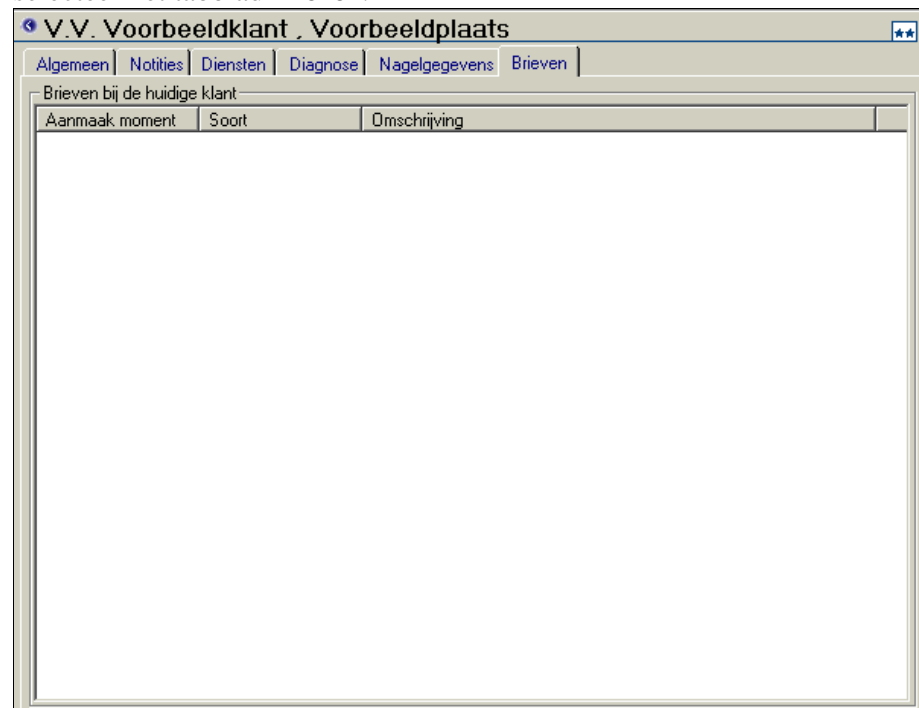 V.V. Voorbeeldklant , Voorbeeldplaats
Algemeen Notities Diensten Diagnose Nagelgegevens Brieven
Brieven bij de huidige klant
Aanmaak moment Soort Omschrijving